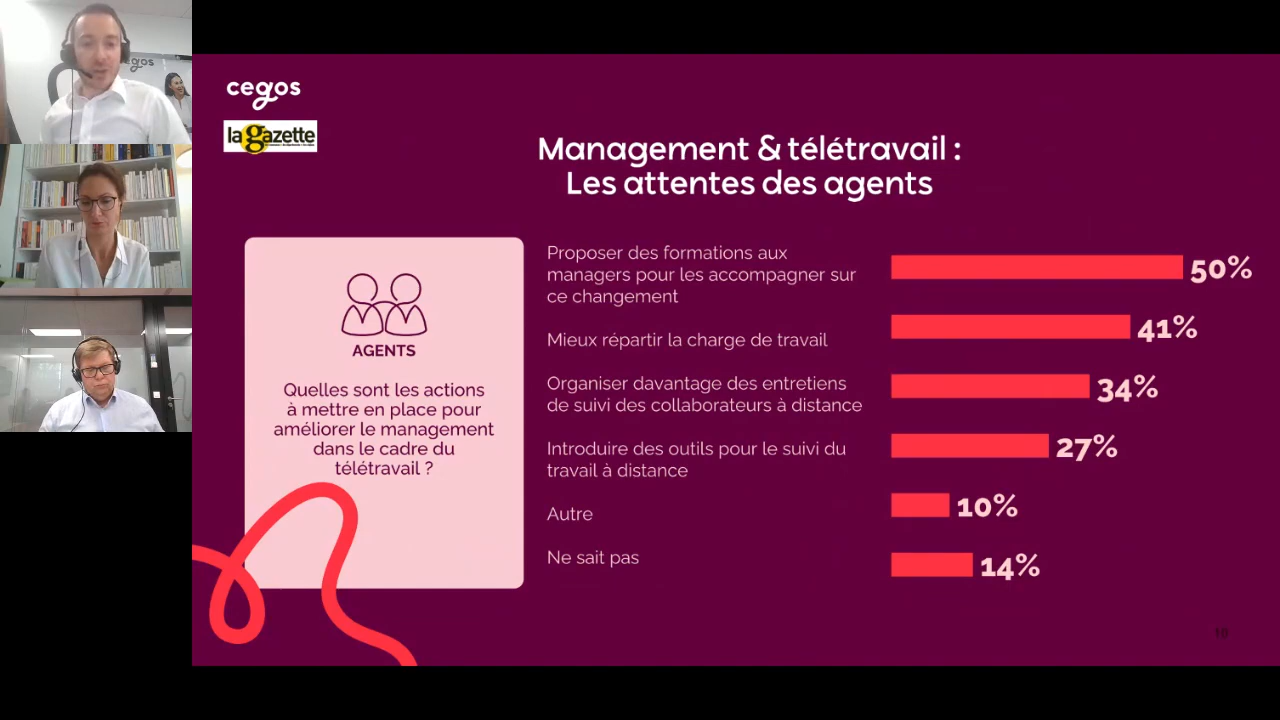 egos
cegos
la gazette
Management & télétravail :
Les attentes des agents
AGENTS
Quelles sont les actions
à mettre en place pour
améliorer le management
dans le cadre du
télétravail ?
Proposer des formations aux
managers pour les accompagner sur
ce changement
50%
Mieux répartir la charge de travail
41%
Organiser davantage des entretiens
de suivi des collaborateurs à distance
34%
Introduire des outils pour le suivi du
travail à distance
27%
Autre
10%
Ne sait pas
14%